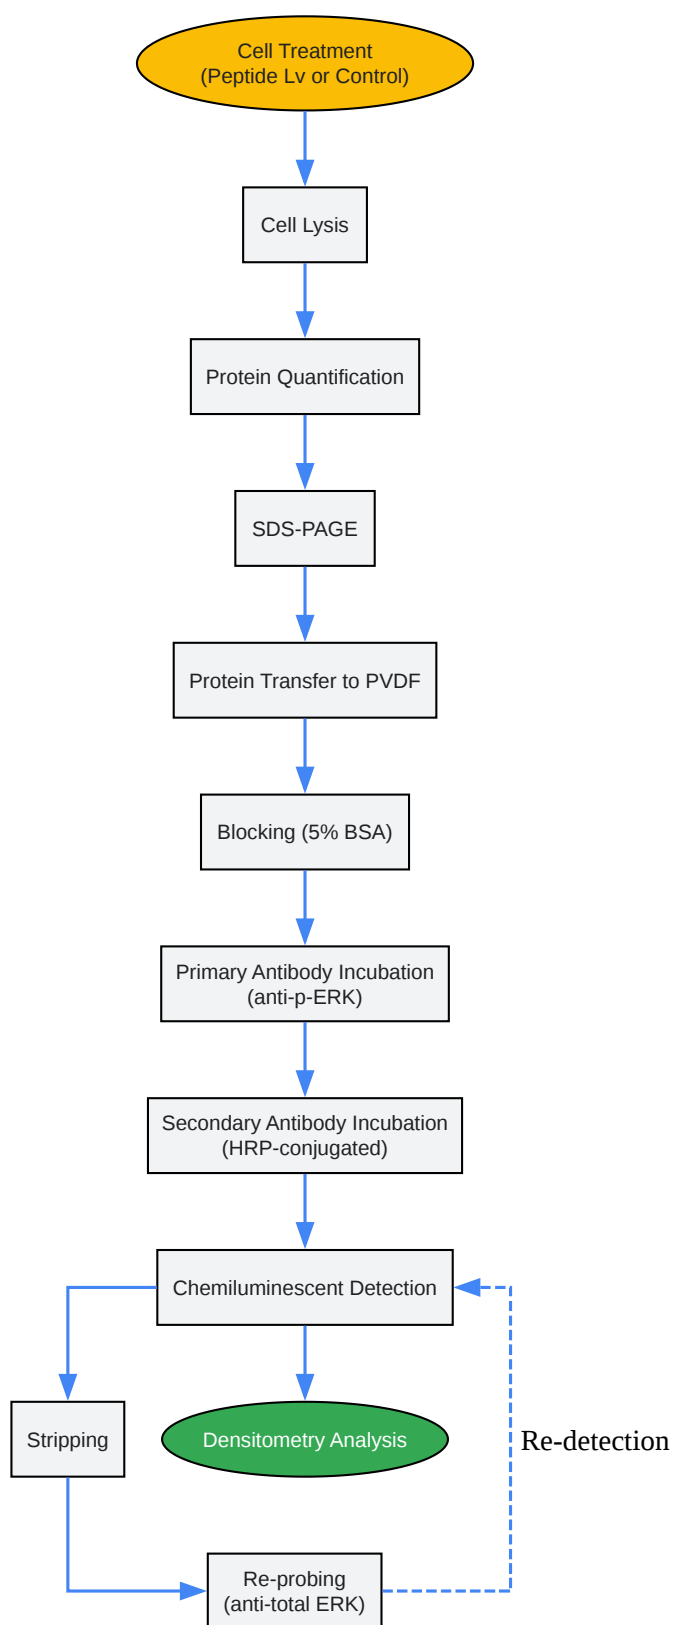 Cell Treatment
(Peptide Lv or Control)
Cell Lysis
Protein Quantification
SDS-PAGE
Protein Transfer to PVDF
Blocking (5% BSA)
Primary Antibody Incubation
(anti-p-ERK)
Secondary Antibody Incubation
(HRP-conjugated)
Chemiluminescent Detection
Stripping
Densitometry Analysis
Re-detection
Re-probing
(anti-total ERK)